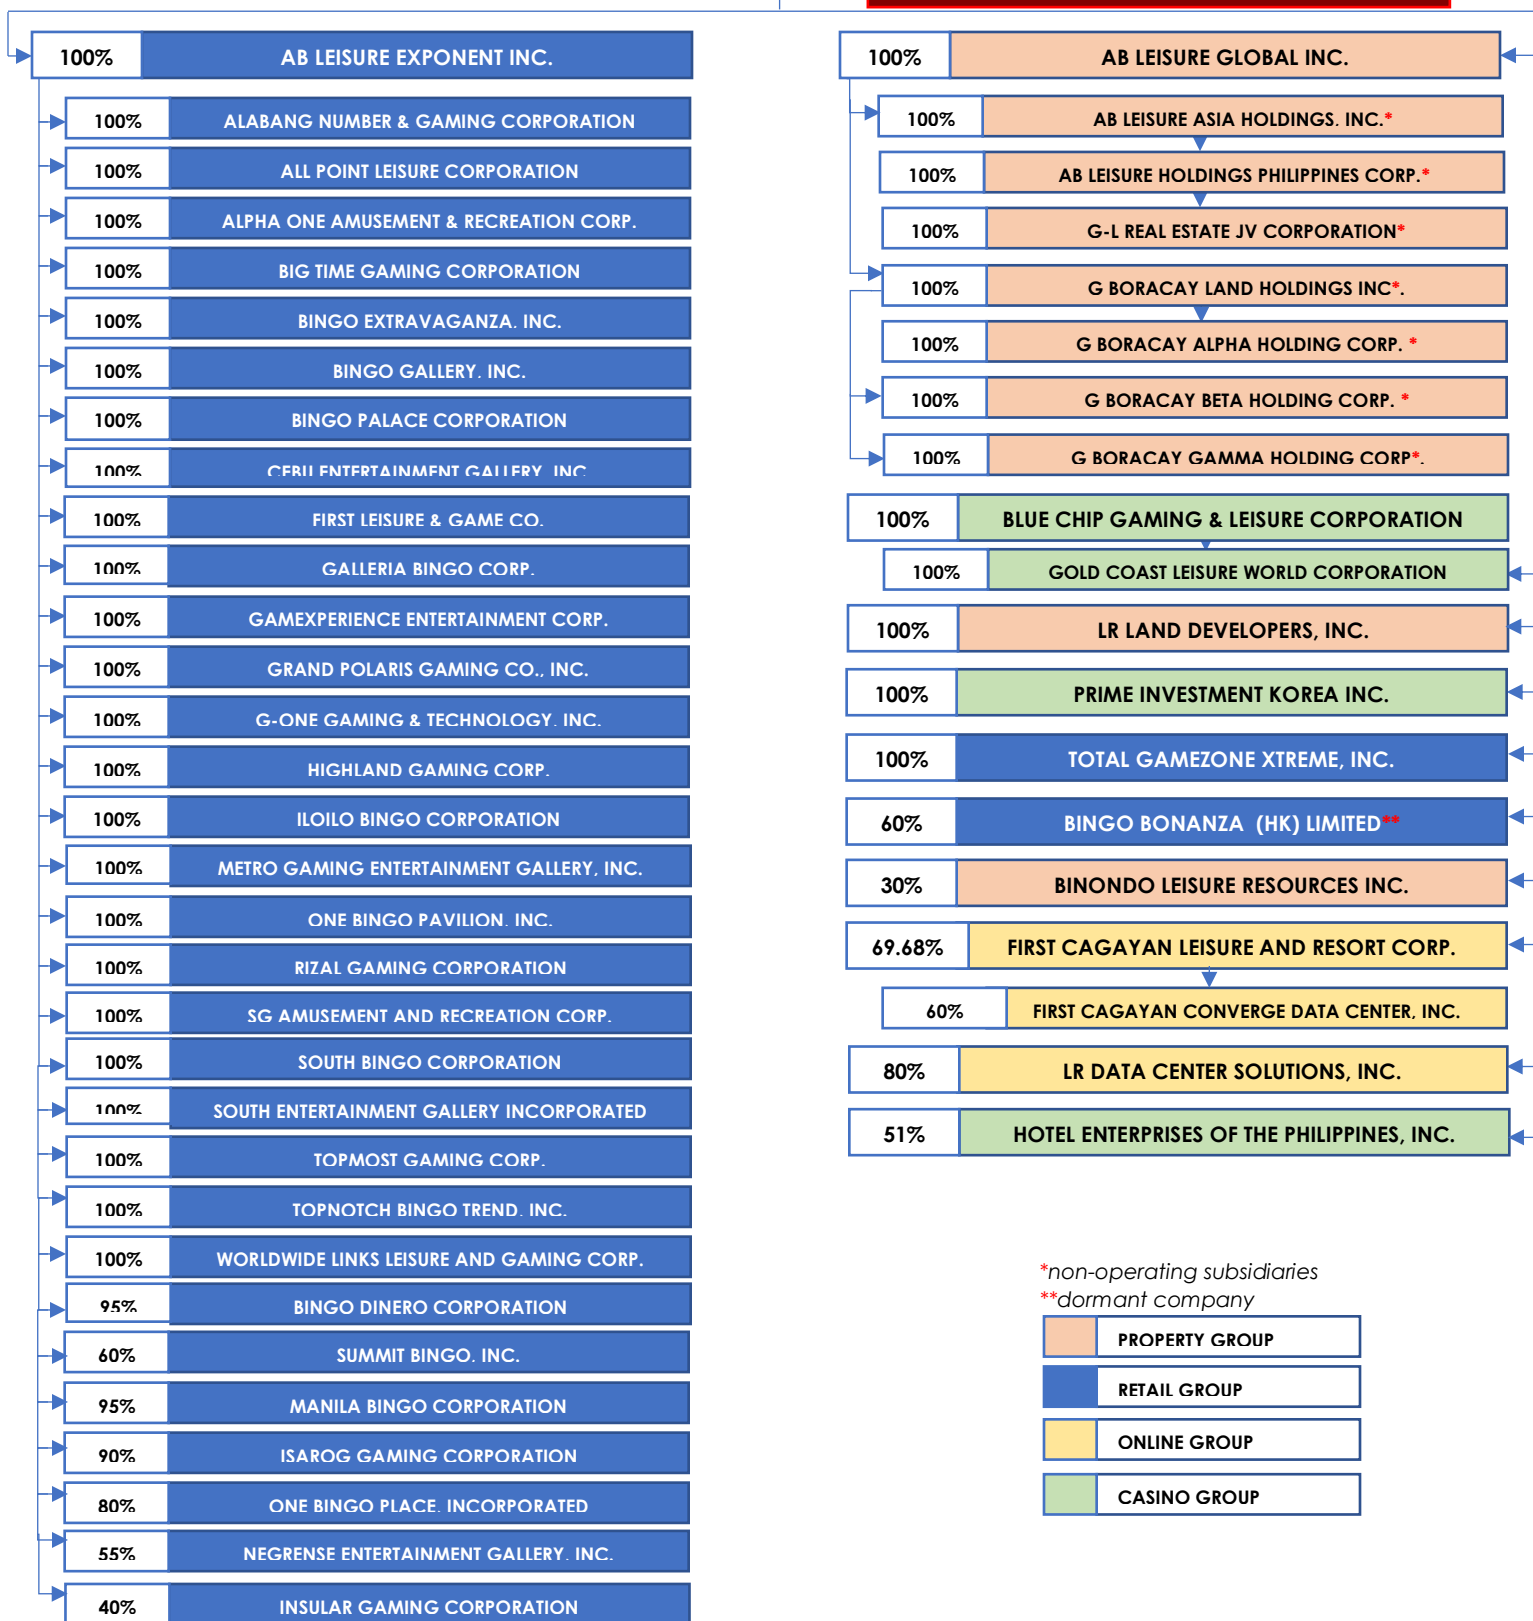 100% AB LEISURE EXPONENT INC.
100% ALABANG NUMBER & GAMING CORPORATION
100% ALL POINT LEISURE CORPORATION
100% ALPHA ONE AMUSEMENT & RECREATION CORP.
100% BIG TIME GAMING CORPORATION
100% BINGO EXTRAVAGANZA. INC.
100% BINGO GALLERY. INC.
100% BINGO PALACE CORPORATION
100% CEBU ENTERTAINMENT GALLERY, INC
100% FIRST LEISURE & GAME CO.
100% GALLERIA BINGO CORP.
100% GAMEXPERIENCE ENTERTAINMENT CORP.
100% GRAND POLARIS GAMING CO., INC.
100% G-ONE GAMING & TECHNOLOGY. INC.
100% HIGHLAND GAMING CORP.
100% ILOILO BINGO CORPORATION
100% METRO GAMING ENTERTAINMENT GALLERY, INC.
100% ONE BINGO PAVILION. INC.
100% RIZAL GAMING CORPORATION
100% SG AMUSEMENT AND RECREATION CORP.
100% SOUTH BINGO CORPORATION
100% SOUTH ENTERTAINMENT GALLERY INCORPORATED
100% TOPMOST GAMING CORP.
100% TOPNOTCH BINGO TREND. INC.
100% WORLDWIDE LINKS LEISURE AND GAMING CORP.
95% BINGO DINERO CORPORATION
60% SUMMIT BINGO. INC.
95% MANILA BINGO CORPORATION
90% ISAROG GAMING CORPORATION
80% ONE BINGO PLACE. INCORPORATED
55% NEGRENSE ENTERTAINMENT GALLERY. INC.
40% INSULAR GAMING CORPORATION
100% AB LEISURE GLOBAL INC.
100% AB LEISURE ASIA HOLDINGS. INC.*
100% AB LEISURE HOLDINGS PHILIPPINES CORP.*
100% G-L REAL ESTATE JV CORPORATION*
100% G BORACAY LAND HOLDINGS INC*.
100% G BORACAY ALPHA HOLDING CORP. *
100% G BORACAY BETA HOLDING CORP. *
100% G BORACAY GAMMA HOLDING CORP*.
100% BLUE CHIP GAMING & LEISURE CORPORATION
100% GOLD COAST LEISURE WORLD CORPORATION
100% LR LAND DEVELOPERS, INC.
100% PRIME INVESTMENT KOREA INC.
100% TOTAL GAMEZONE XTREME, INC.
60% BINGO BONANZA (HK) LIMITED**
30% BINONDO LEISURE RESOURCES INC.
69.68% FIRST CAGAYAN LEISURE AND RESORT CORP.
60% FIRST CAGAYAN CONVERGE DATA CENTER, INC.
80% LR DATA CENTER SOLUTIONS, INC.
51% HOTEL ENTERPRISES OF THE PHILIPPINES, INC.
*non-operating subsidiaries
**dormant company
PROPERTY GROUP
RETAIL GROUP
ONLINE GROUP
CASINO GROUP